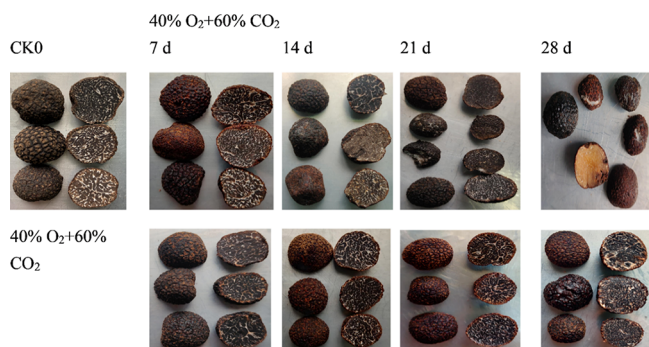 40% O₂+60% CO₂
CK0 7 d 14 d 21 d 28 d
40% O₂+60%
CO₂